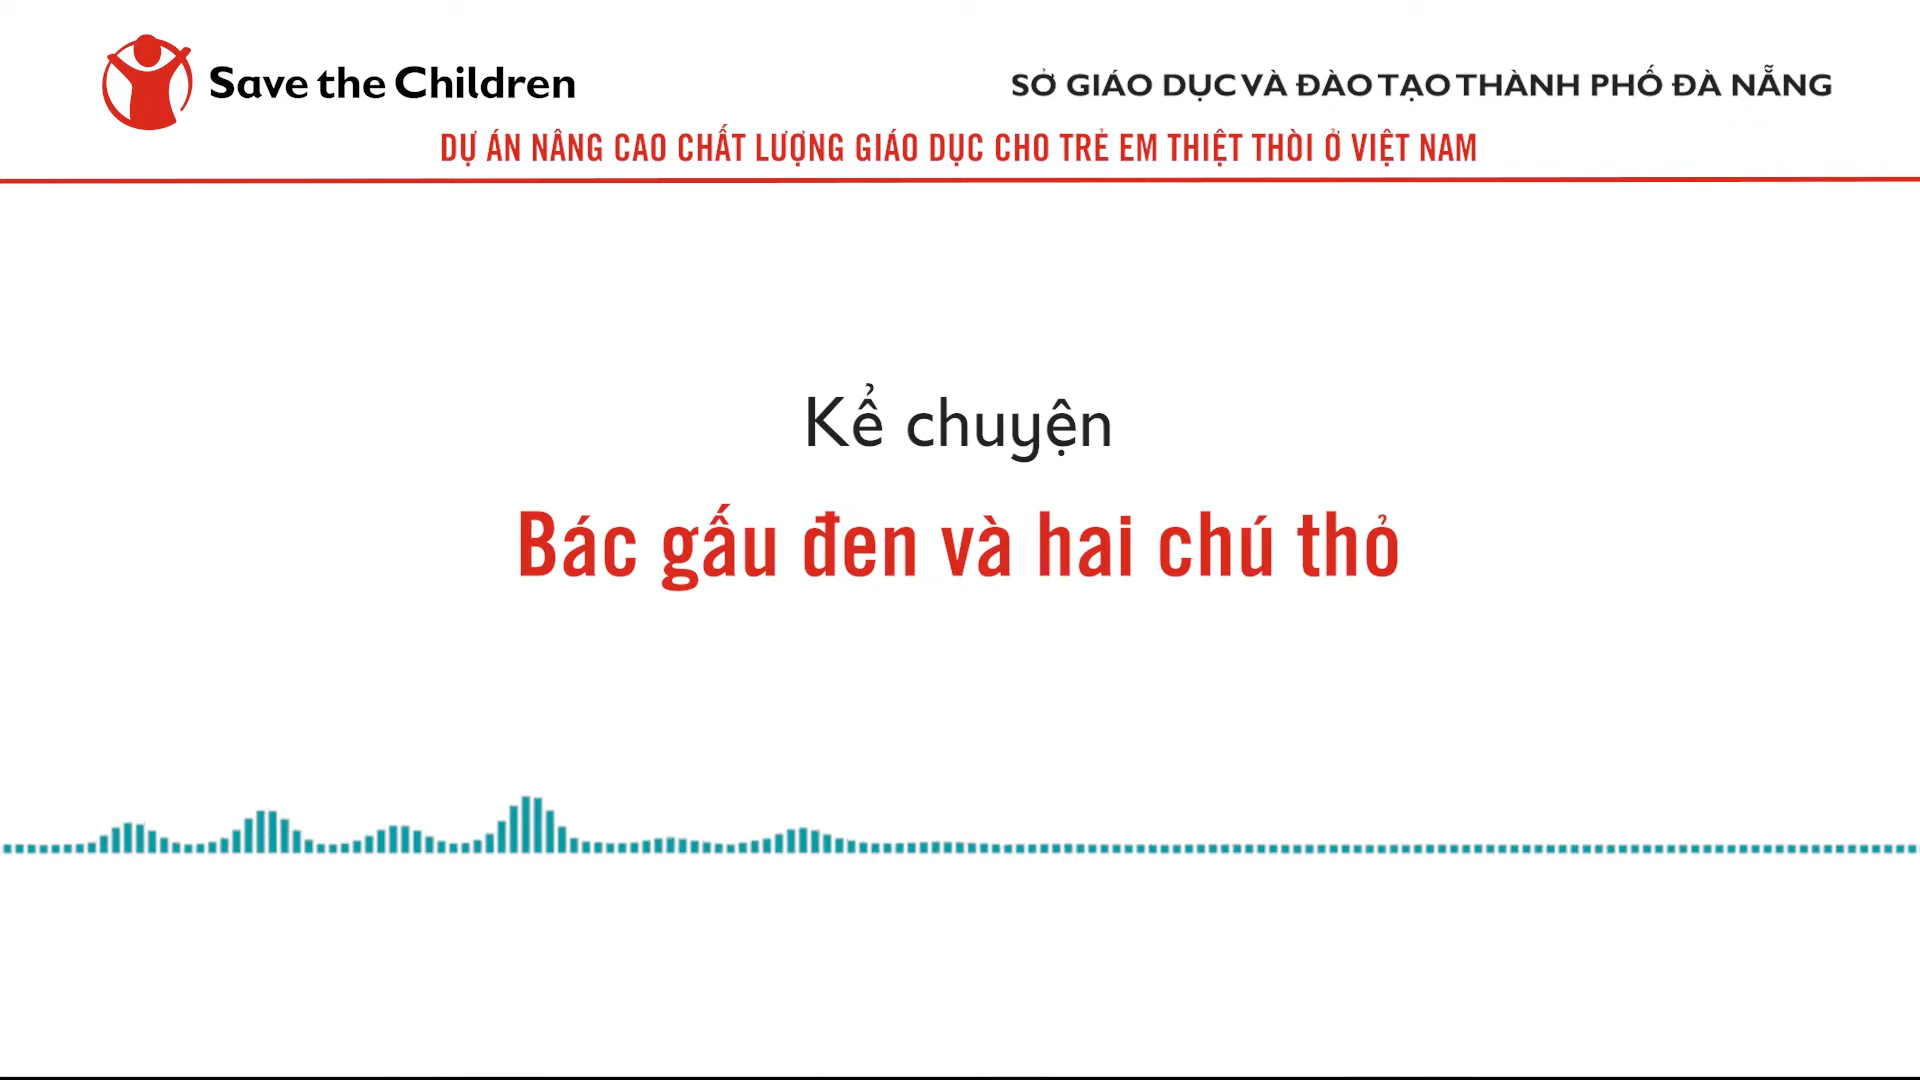 Save the Children
SỞ GIÁO DỤC VÀ ĐÀO TẠO THÀNH PHỐ ĐÀ NẴNG
DỰ ÁN NÂNG CAO CHẤT LƯỢNG GIÁO DỤC CHO TRẺ EM THIỆT THÒI Ở VIỆT NAM
Kể chuyện
Bác gấu đen và hai chú thỏ